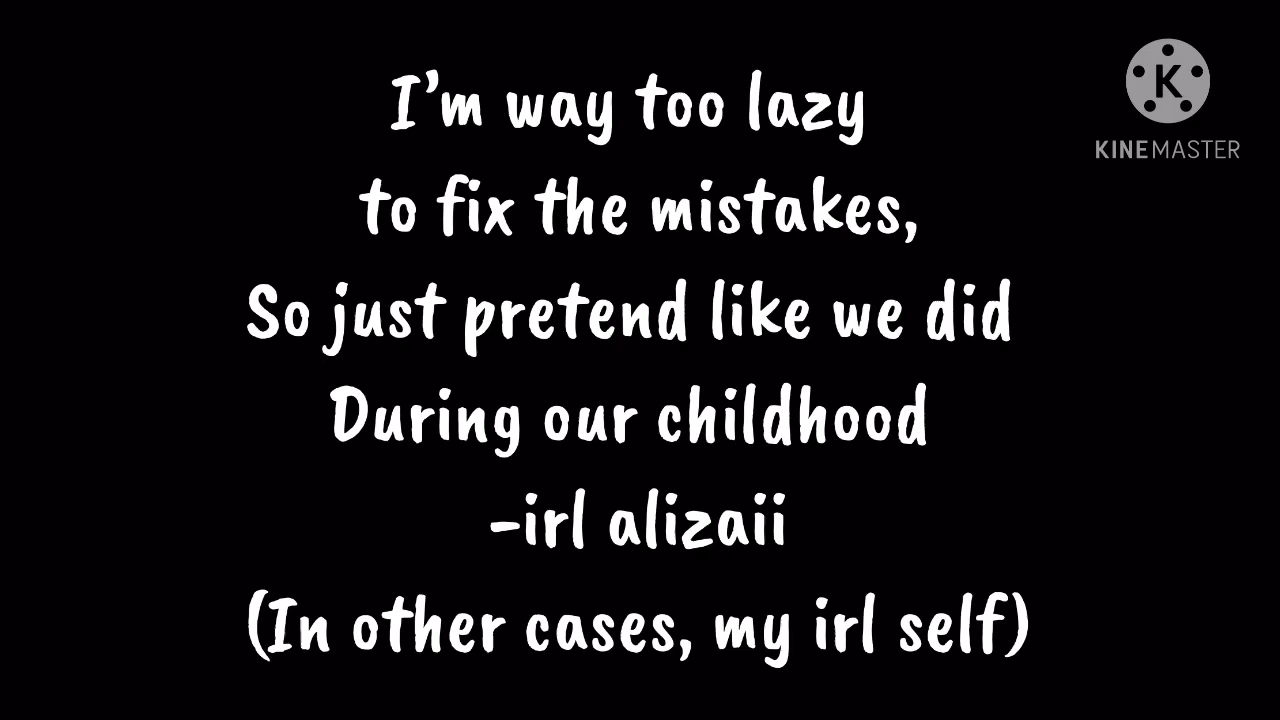 I'm way too lazy
to fix the mistakes,
So just pretend like we did
During our childhood
-irl alizaii
(In other cases, my irl self)
K
KINEMASTER